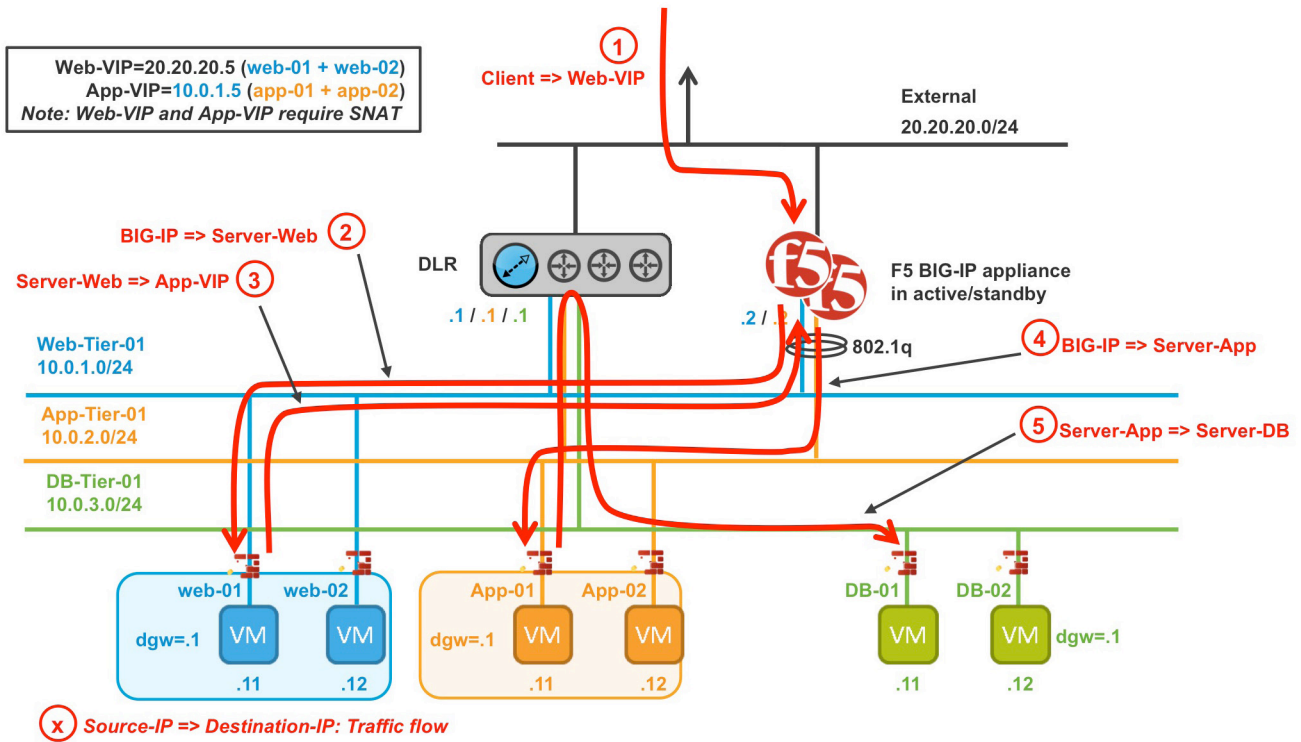 Web-VIP=20.20.20.5 (web-01 + web-02)
App-VIP=10.0.1.5 (app-01 + app-02)
Note: Web-VIP and App-VIP require SNAT
1
Client => Web-VIP
External
20.20.20.0/24
BIG-IP => Server-Web 2
Server-Web => App-VIP 3
DLR
f5
f5
F5 BIG-IP appliance
in active/standby
.1 / .1 / .1
.2 / .2
802.1q
4 BIG-IP => Server-App
Web-Tier-01
10.0.1.0/24
App-Tier-01
10.0.2.0/24
5 Server-App => Server-DB
DB-Tier-01
10.0.3.0/24
web-01
web-02
App-01
App-02
DB-01
DB-02
dgw=.1
VM
VM
dgw=.1
VM
VM
VM
VM
dgw=.1
.11
.12
.11
.12
.11
.12
x Source-IP => Destination-IP: Traffic flow